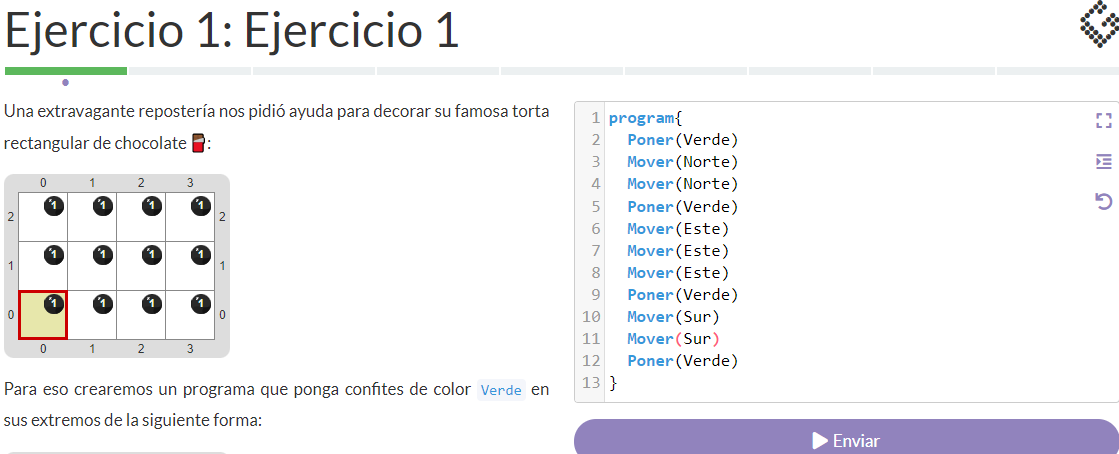 Ejercicio 1: Ejercicio 1
Una extravagante repostería nos pidió ayuda para decorar su famosa torta
rectangular de chocolate :
0 1 2 3
2 1 1 1 1 2
1 1 1 1 1 1
0 1 1 1 1 0
0 1 2 3
Para eso crearemos un programa que ponga confites de color Verde en
sus extremos de la siguiente forma:
1 program{
2 Poner(Verde)
3 Mover(Norte)
4 Mover(Norte)
5 Poner(Verde)
6 Mover(Este)
7 Mover(Este)
8 Mover(Este)
9 Poner(Verde)
10 Mover(Sur)
11 Mover(Sur)
12 Poner(Verde)
13 }
Enviar